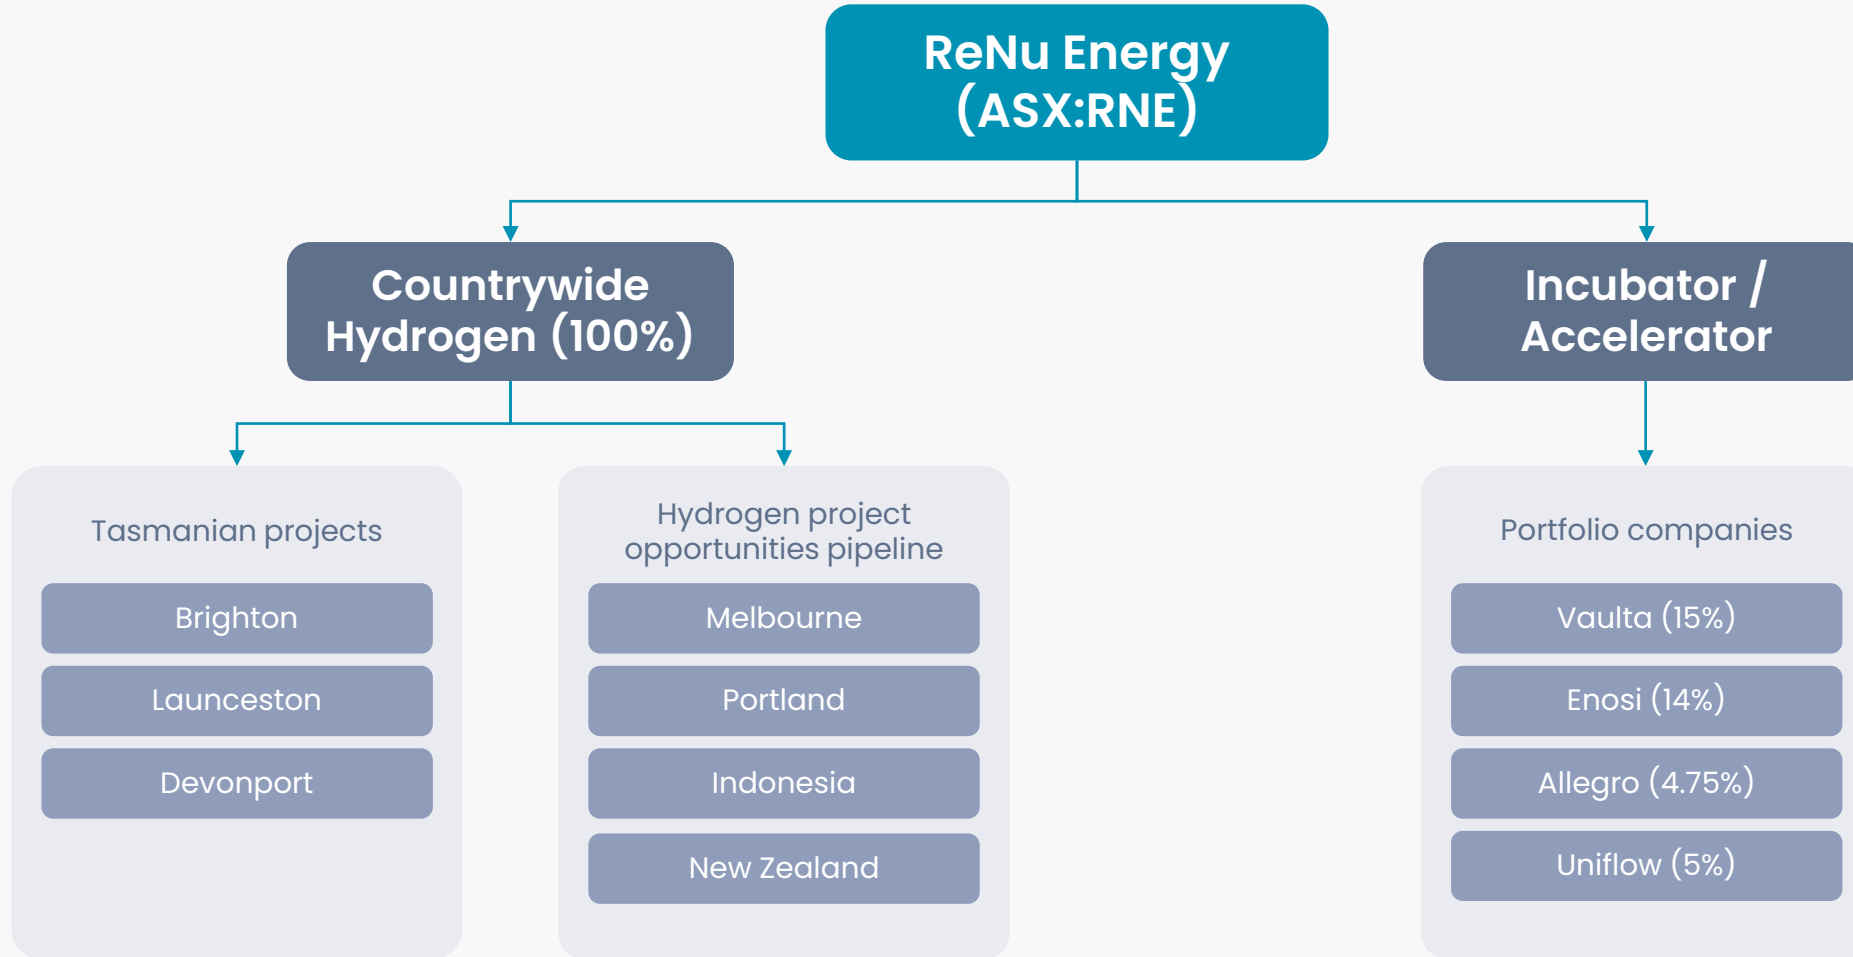 ReNu Energy
(ASX:RNE)
Countrywide
Hydrogen (100%)
Incubator /
Accelerator
Tasmanian projects
Brighton
Launceston
Devonport
Hydrogen project
opportunities pipeline
Melbourne
Portland
Indonesia
New Zealand
Portfolio companies
Vaulta (15%)
Enosi (14%)
Allegro (4.75%)
Uniflow (5%)